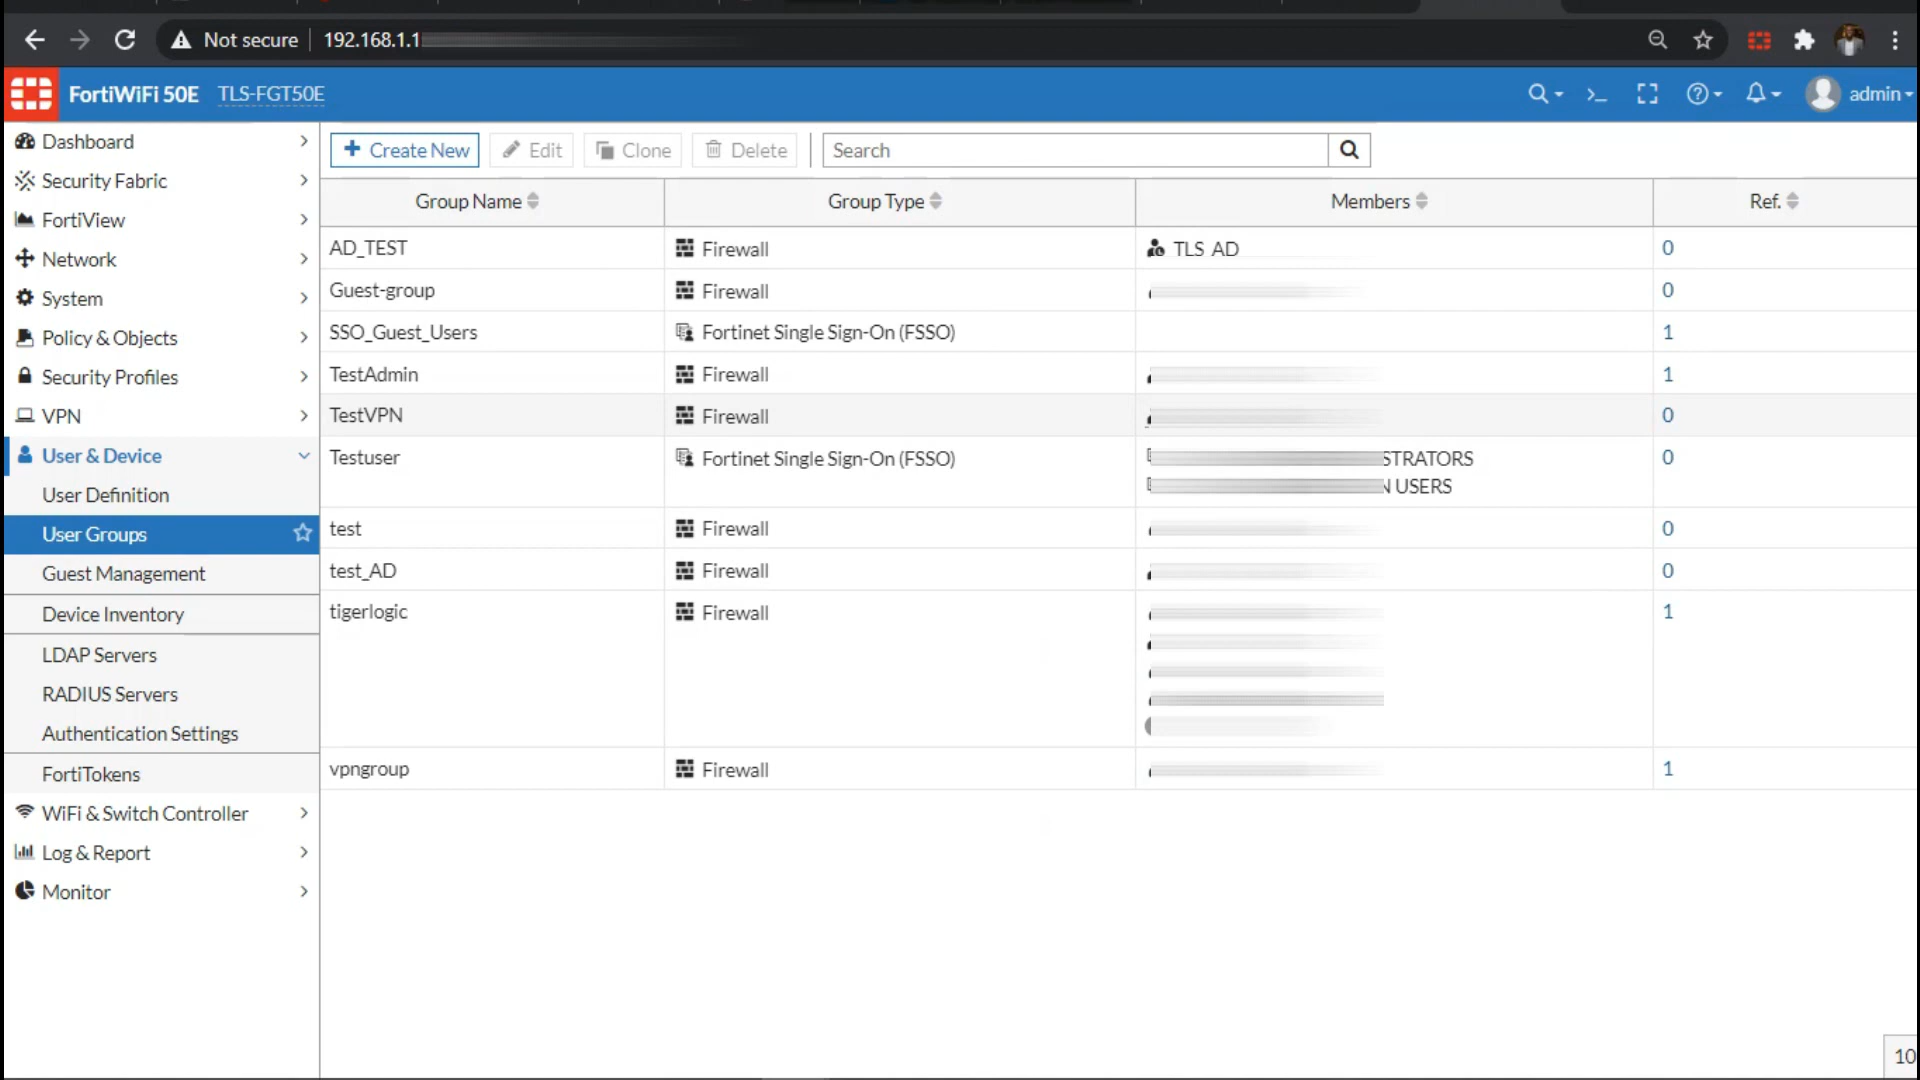 Not secure 192.168.1.1
FortiWiFi 50E TLS-FGT50E admin
Dashboard
Security Fabric
FortiView
Network
System
Policy & Objects
Security Profiles
VPN
User & Device
User Definition
User Groups
Guest Management
Device Inventory
LDAP Servers
RADIUS Servers
Authentication Settings
FortiTokens
WiFi & Switch Controller
Log & Report
Monitor
Create New Edit Clone Delete Search
Group Name Group Type Members Ref.
AD_TEST Firewall TLS AD 0
Guest-group Firewall 0
SSO_Guest_Users Fortinet Single Sign-On (FSSO) 1
TestAdmin Firewall 1
TestVPN Firewall 0
Testuser Fortinet Single Sign-On (FSSO) STRATORS 0
USERS
test Firewall 0
test_AD Firewall 0
tigerlogic Firewall 1
vpngroup Firewall 1
10